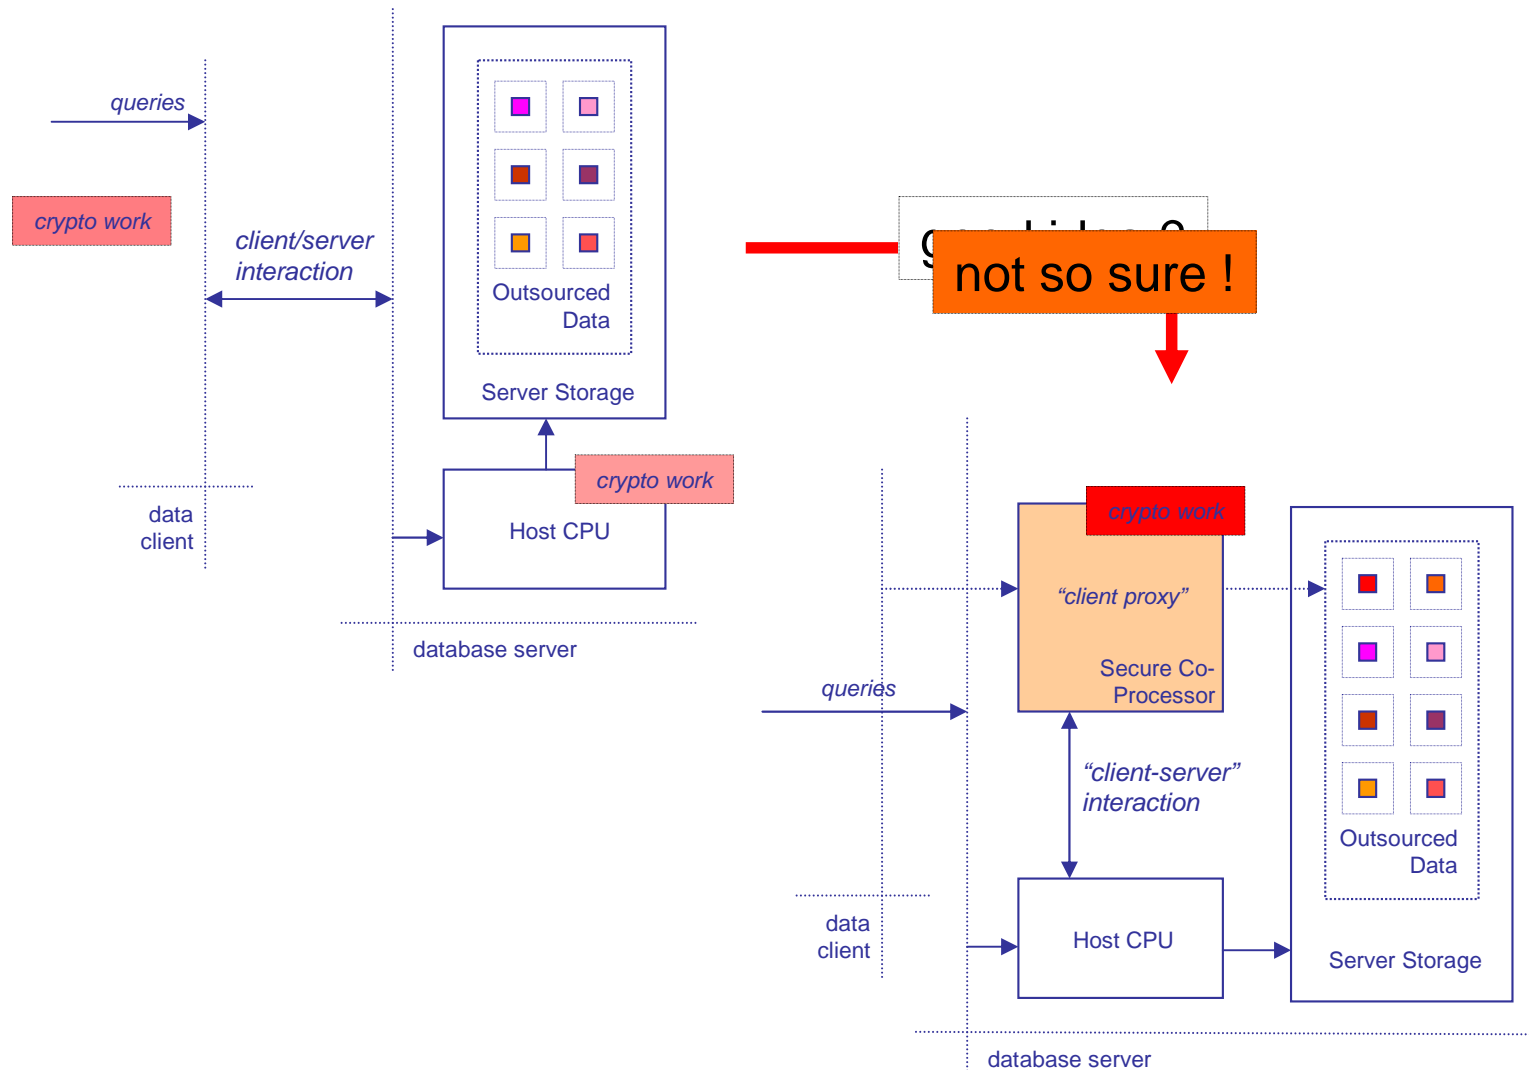 queries
crypto work
client/server
interaction
Outsourced
Data
Server Storage
crypto work
Host CPU
data
client
database server
not so sure !
crypto work
“client proxy”
Secure Co-
Processor
queries
“client-server”
interaction
Outsourced
Data
data
client
Host CPU
Server Storage
database server